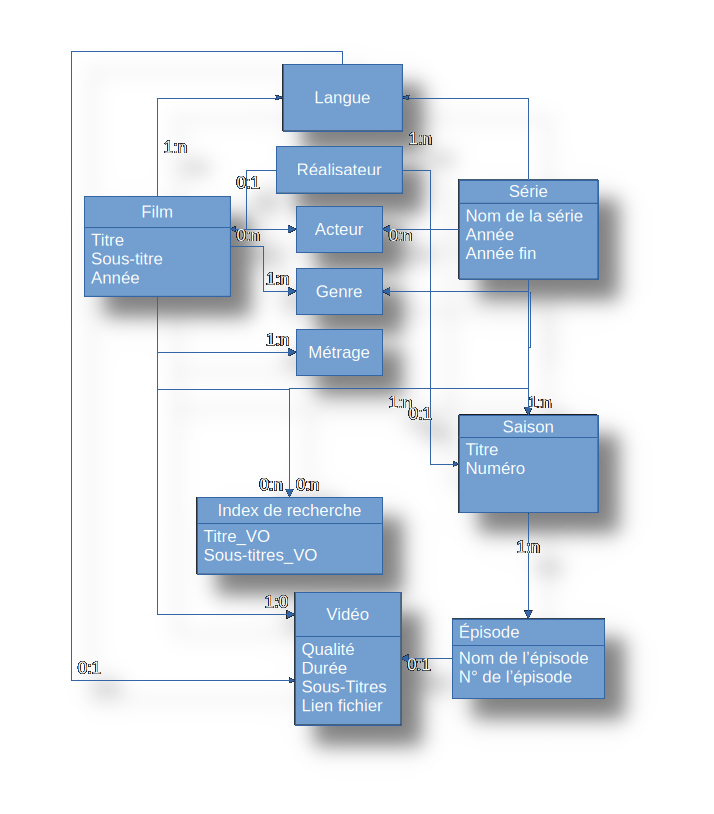 Langue
1:n
1:n
Réalisateur
0:1
Film
Titre
Sous-titre
Année
Série
Nom de la série
Année
Année fin
0:n
Acteur
0:n
1:n
Genre
1:n
Métrage
1:n
0:1
1:n
Saison
Titre
Numéro
0:n
0:n
Index de recherche
Titre_VO
Sous-titres_VO
1:n
1:0
Vidéo
Qualité
Durée
Sous-Titres
Lien fichier
Épisode
Nom de l’épisode
N° de l’épisode
0:1
0:1